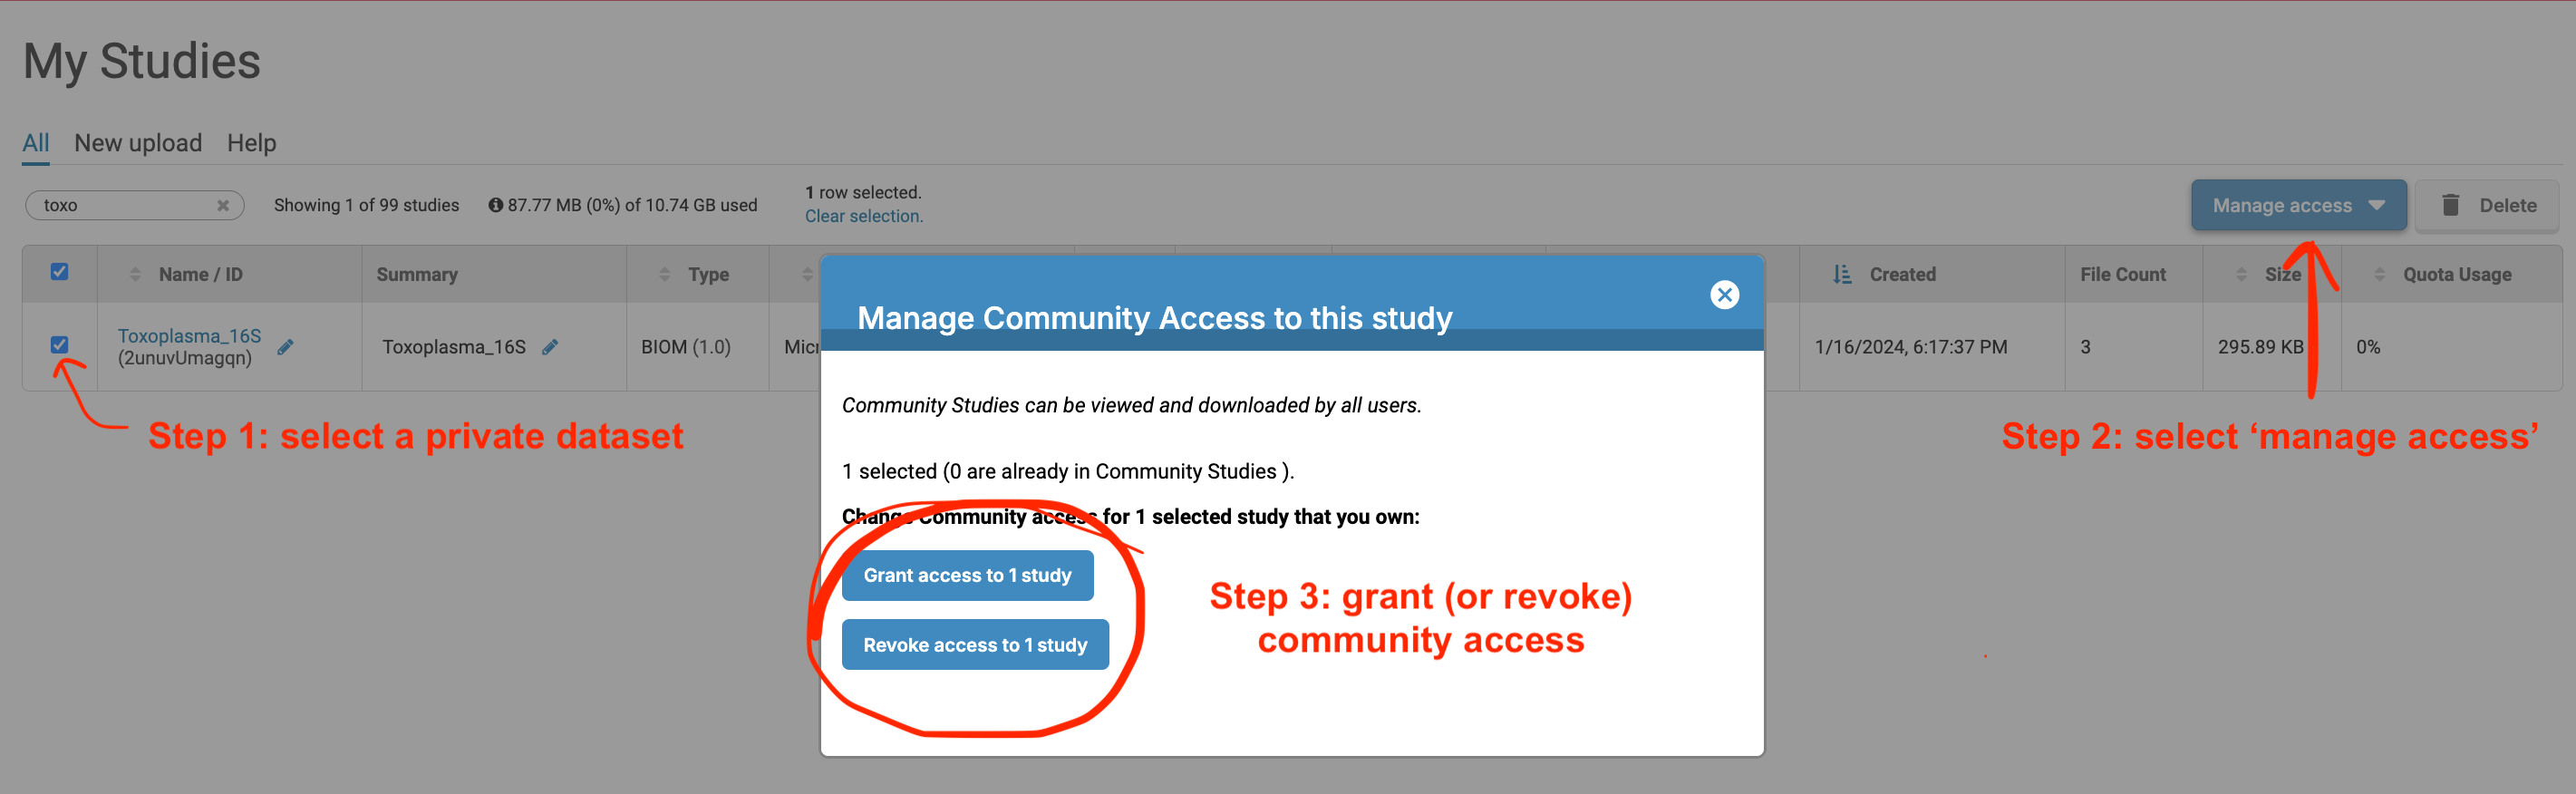 My Studies
All New upload Help
toxo Showing 1 of 99 studies 87.77 MB (0%) of 10.74 GB used 1 row selected.
Clear selection.
Manage access Delete
Name / ID Summary Type Created File Count Size Quota Usage
Manage Community Access to this study
Toxoplasma_16S
(2unuvUmagqn) Toxoplasma_16S BIOM (1.0) 1/16/2024, 6:17:37 PM 3 295.89 KB 0%
Community Studies can be viewed and downloaded by all users.
Step 1: select a private dataset
Step 2: select ‘manage access’
1 selected (0 are already in Community Studies ).
Change Community access for 1 selected study that you own:
Grant access to 1 study
Revoke access to 1 study
Step 3: grant (or revoke)
community access